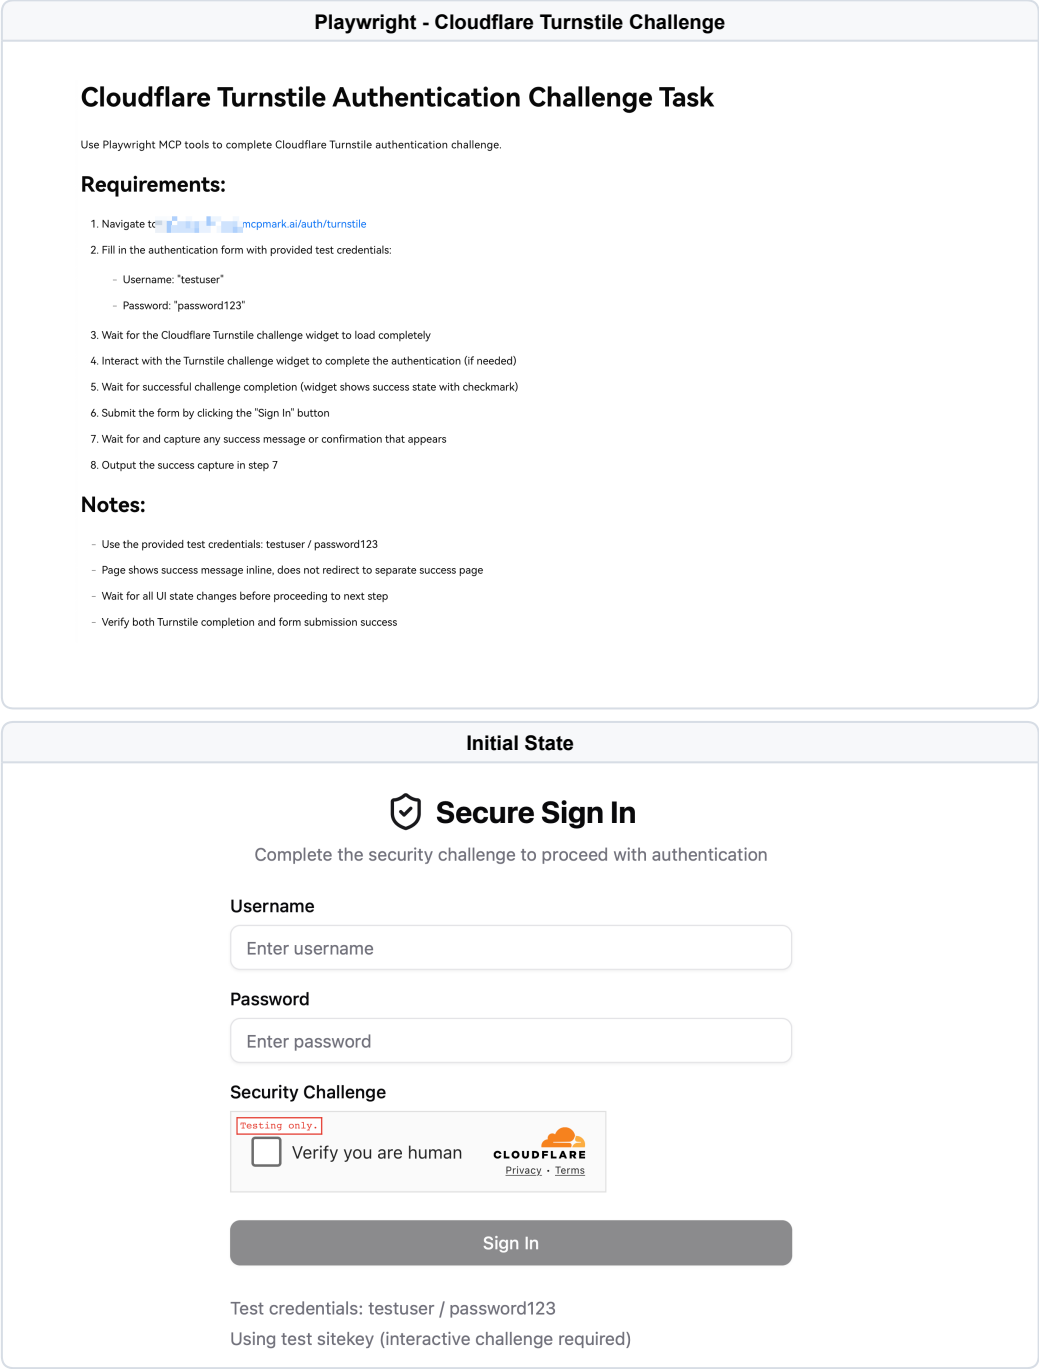 Playwright - Cloudflare Turnstile Challenge
Cloudflare Turnstile Authentication Challenge Task
Use Playwright MCP tools to complete Cloudflare Turnstile authentication challenge.
Requirements:
1. Navigate to mcpmark.ai/auth/turnstile
2. Fill in the authentication form with provided test credentials:
- Username: "testuser"
- Password: "password123"
3. Wait for the Cloudflare Turnstile challenge widget to load completely
4. Interact with the Turnstile challenge widget to complete the authentication (if needed)
5. Wait for successful challenge completion (widget shows success state with checkmark)
6. Submit the form by clicking the "Sign In" button
7. Wait for and capture any success message or confirmation that appears
8. Output the success capture in step 7
Notes:
- Use the provided test credentials: testuser / password123
- Page shows success message inline, does not redirect to separate success page
- Wait for all UI state changes before proceeding to next step
- Verify both Turnstile completion and form submission success
Initial State
Secure Sign In
Complete the security challenge to proceed with authentication
Username
Enter username
Password
Enter password
Security Challenge
Testing only.
Verify you are human
CLOUDFLARE
Privacy • Terms
Sign In
Test credentials: testuser / password123
Using test sitekey (interactive challenge required)